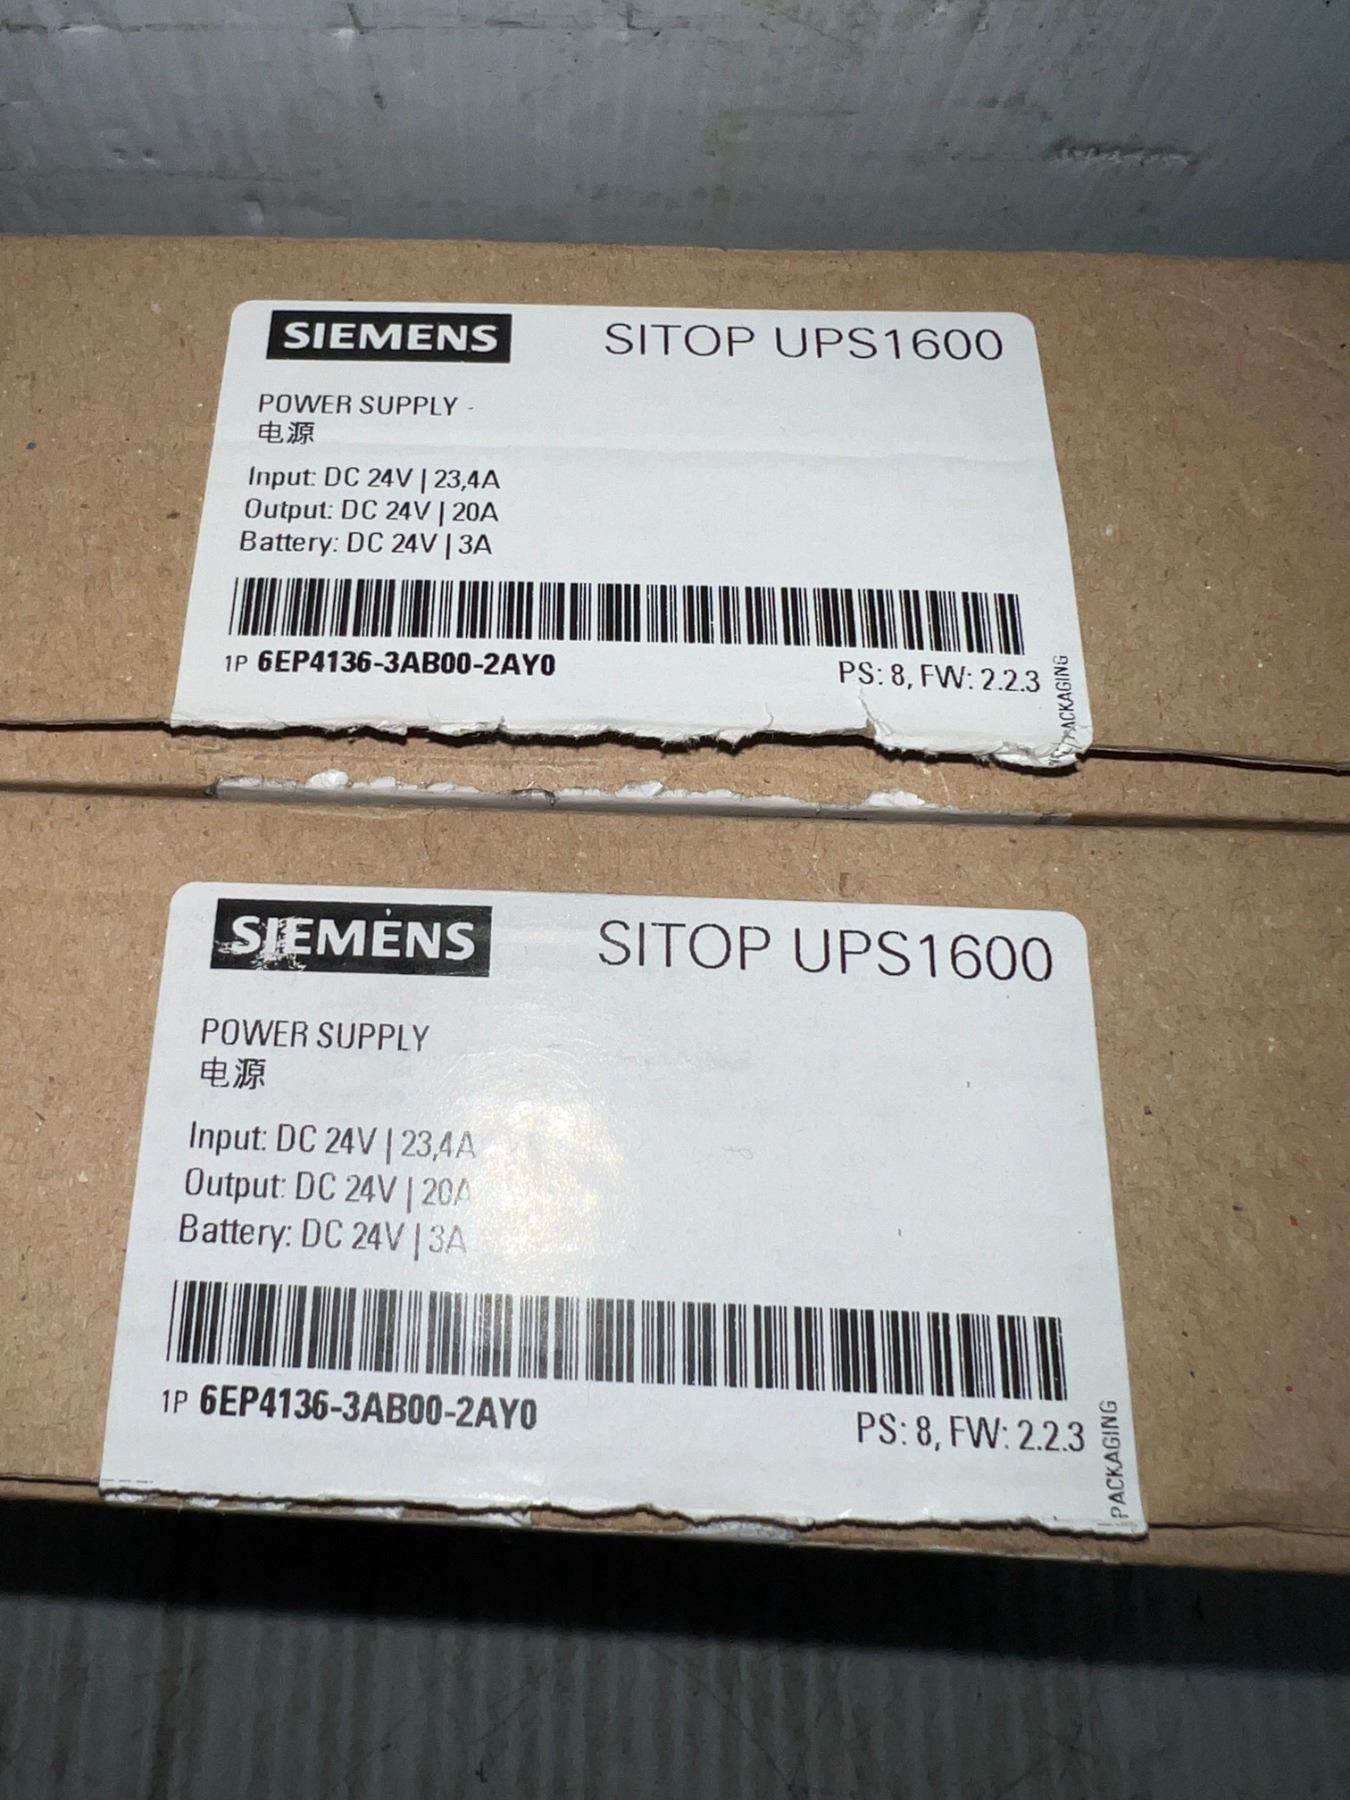 SIEMENS SITOP UPS1600
POWER SUPPLY
电源
Input: DC 24V | 23,4A
Output: DC 24V | 20A
Battery: DC 24V | 3A
1P 6EP4136-3AB00-2AY0
PS: 8, FW: 2.2.3
PACKAGING
SIEMENS SITOP UPS1600
POWER SUPPLY
电源
Input: DC 24V | 23,4A
Output: DC 24V | 20A
Battery: DC 24V | 3A
1P 6EP4136-3AB00-2AY0
PS: 8, FW: 2.2.3
PACKAGING